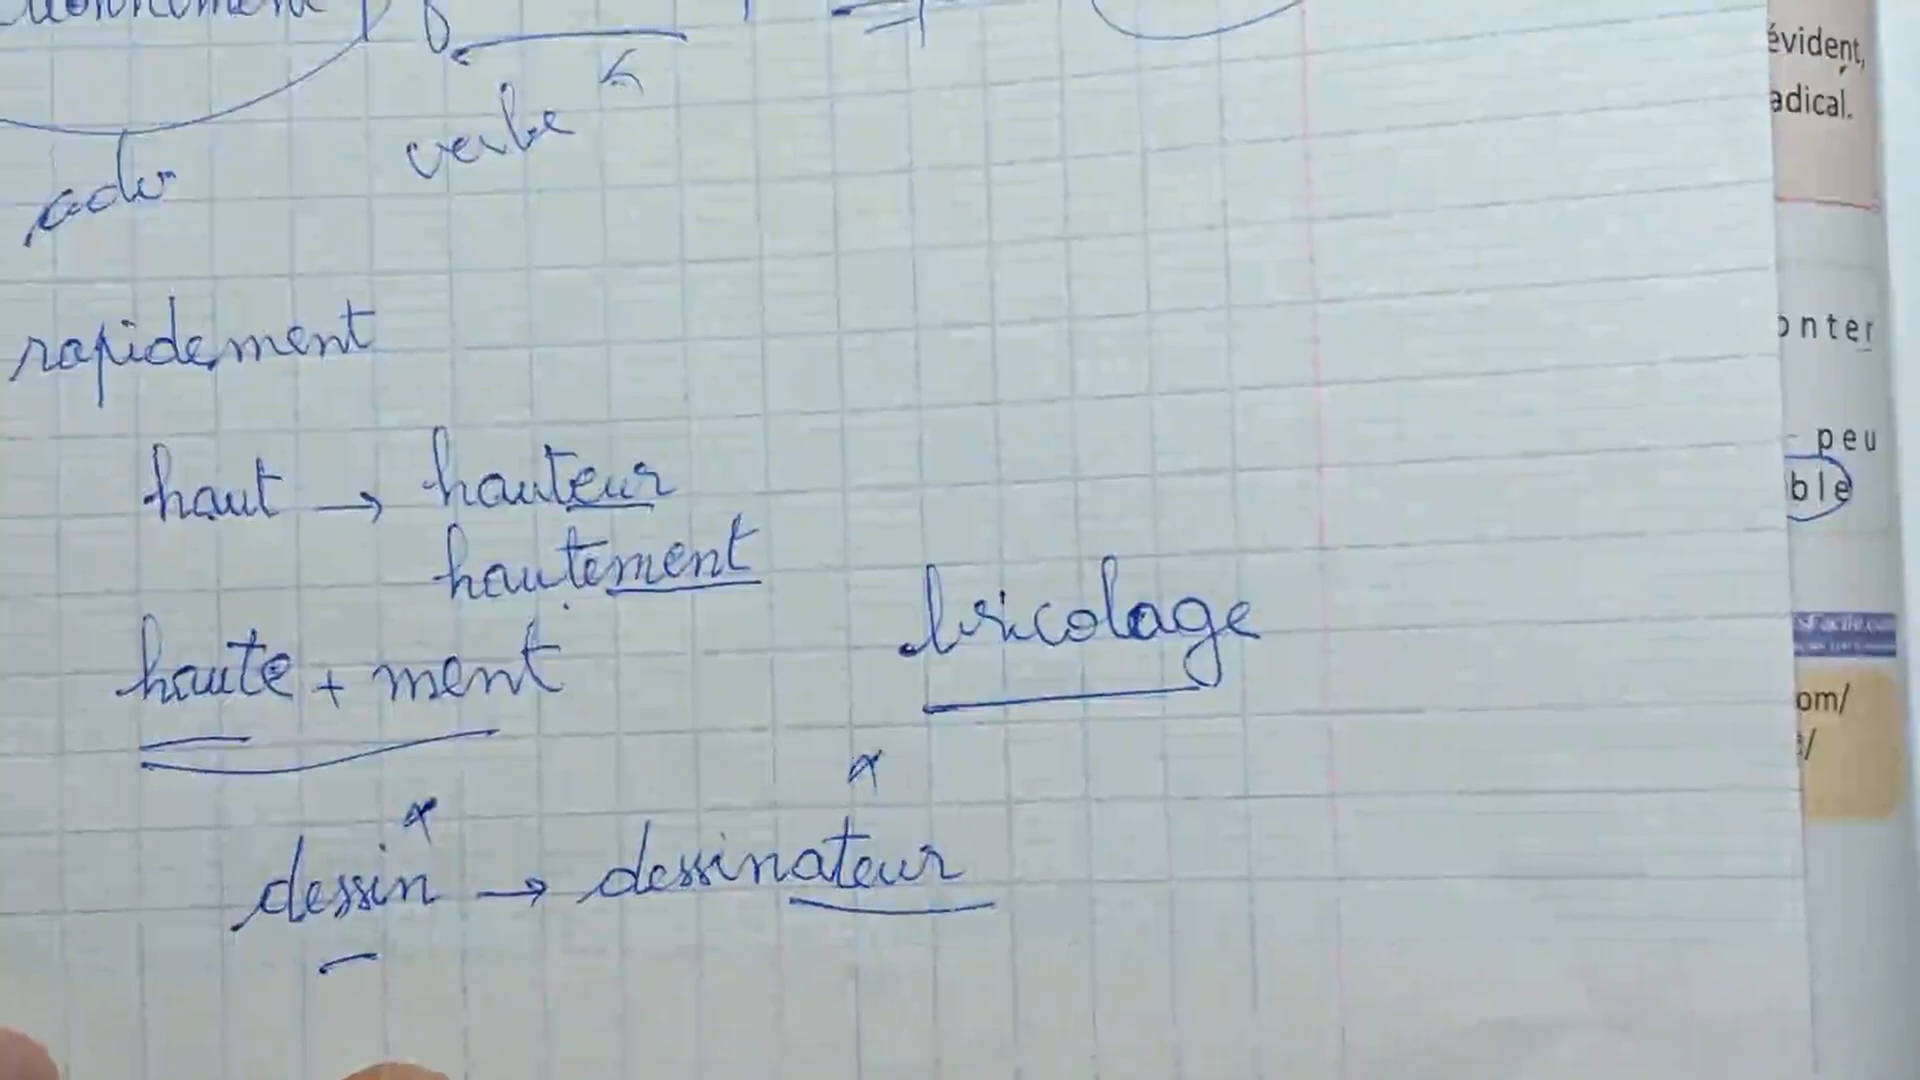 adv
verbe
rapidement
haut → hauteur
hautement
haute + ment
bricolage
dessin → dessinateur
évident,
adical.
onter
- peu
ble
om/